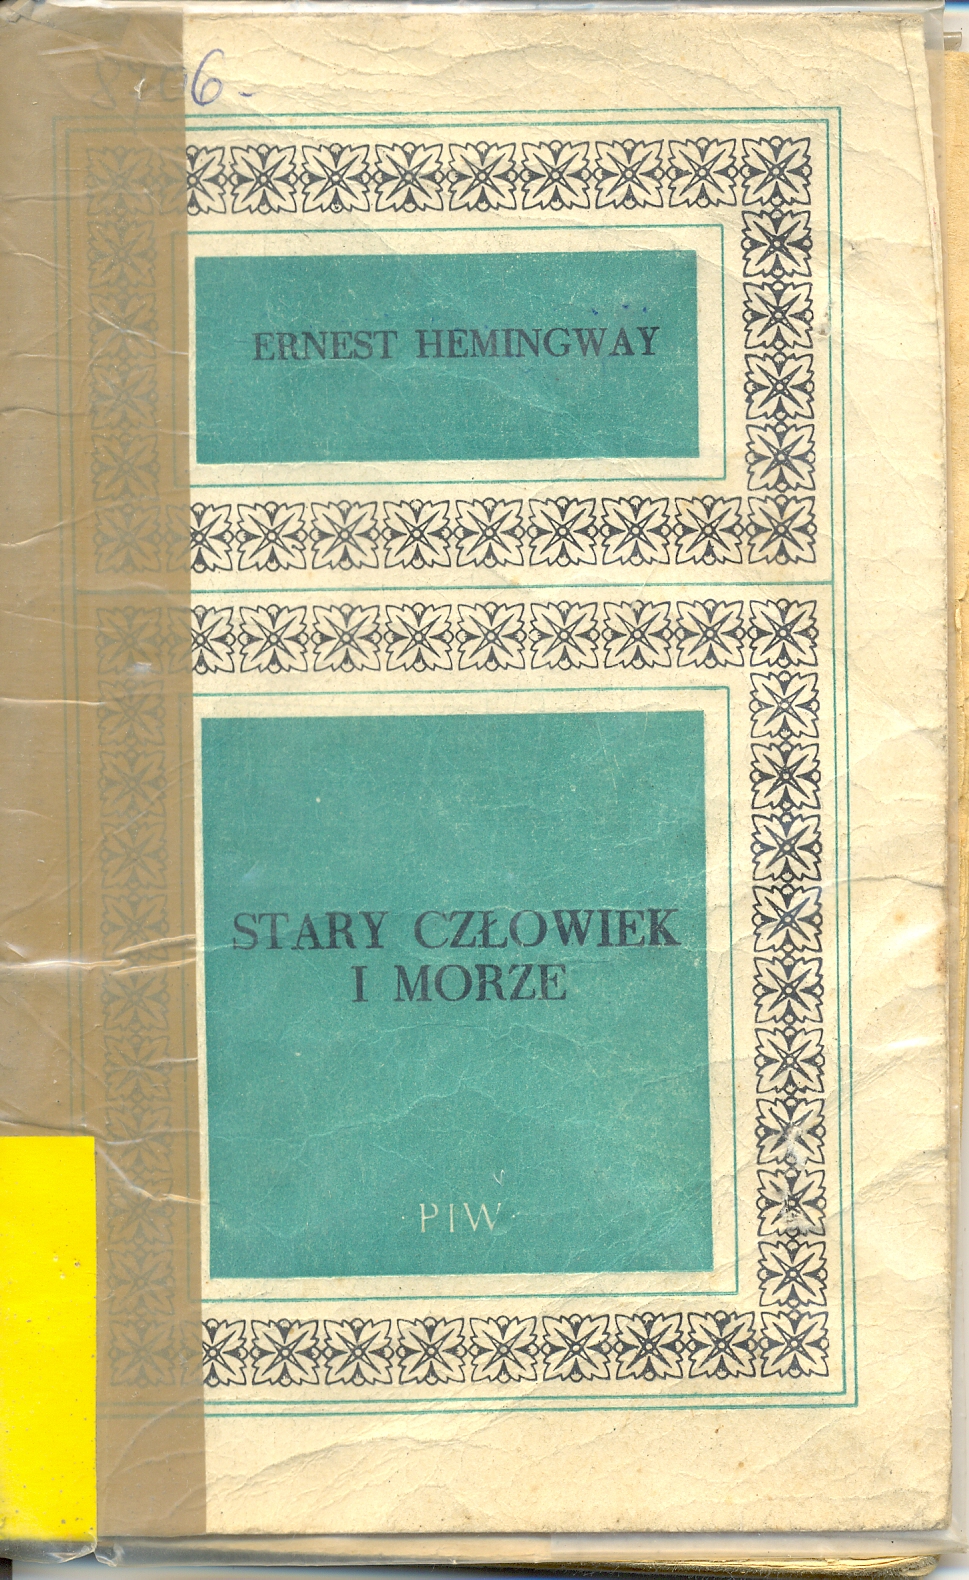 ERNEST HEMINGWAY
STARY CZŁOWIEK
I MORZE
PIW